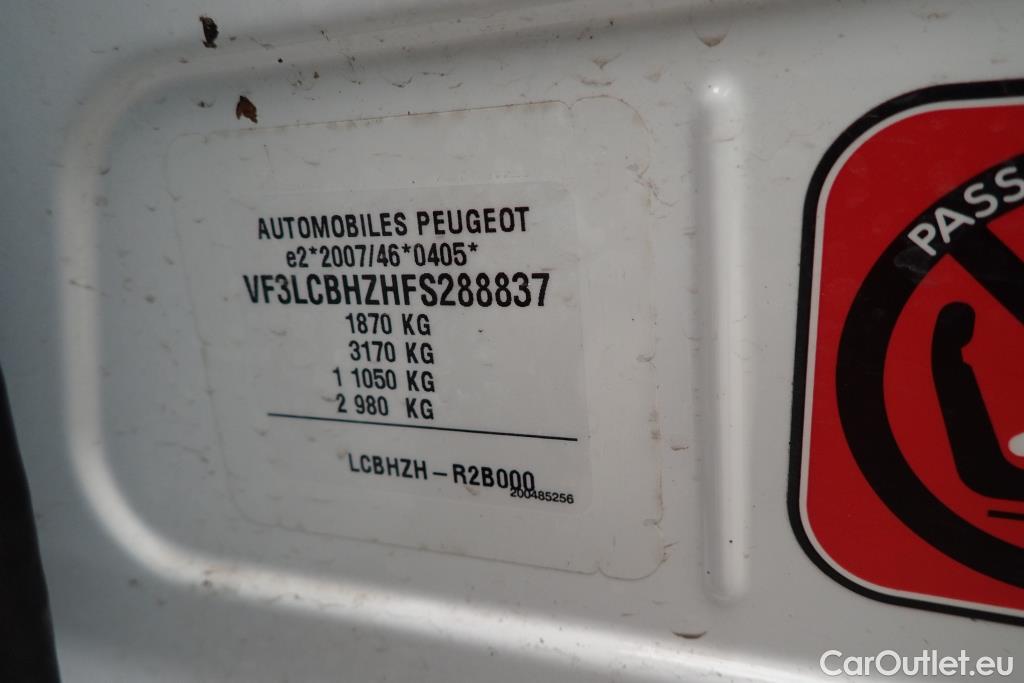 AUTOMOBILES PEUGEOT
e2*2007/46*0405*
VF3LCBHZHFS288837
1870 KG
3170 KG
1 1050 KG
2 980 KG
LCBHZH-R2B000
200485256
PASS
CarOutlet.eu